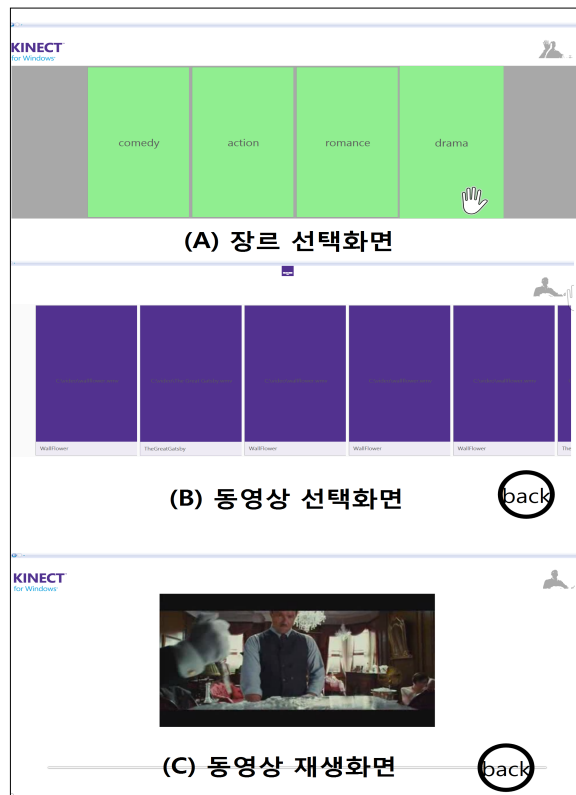 KINECT
for Windows
comedy
action
romance
drama
(A) 장르 선택화면
WallFlower
TheGreatGatsby
WallFlower
WallFlower
WallFlower
The
(B) 동영상 선택화면
back
KINECT
for Windows
(C) 동영상 재생화면
back